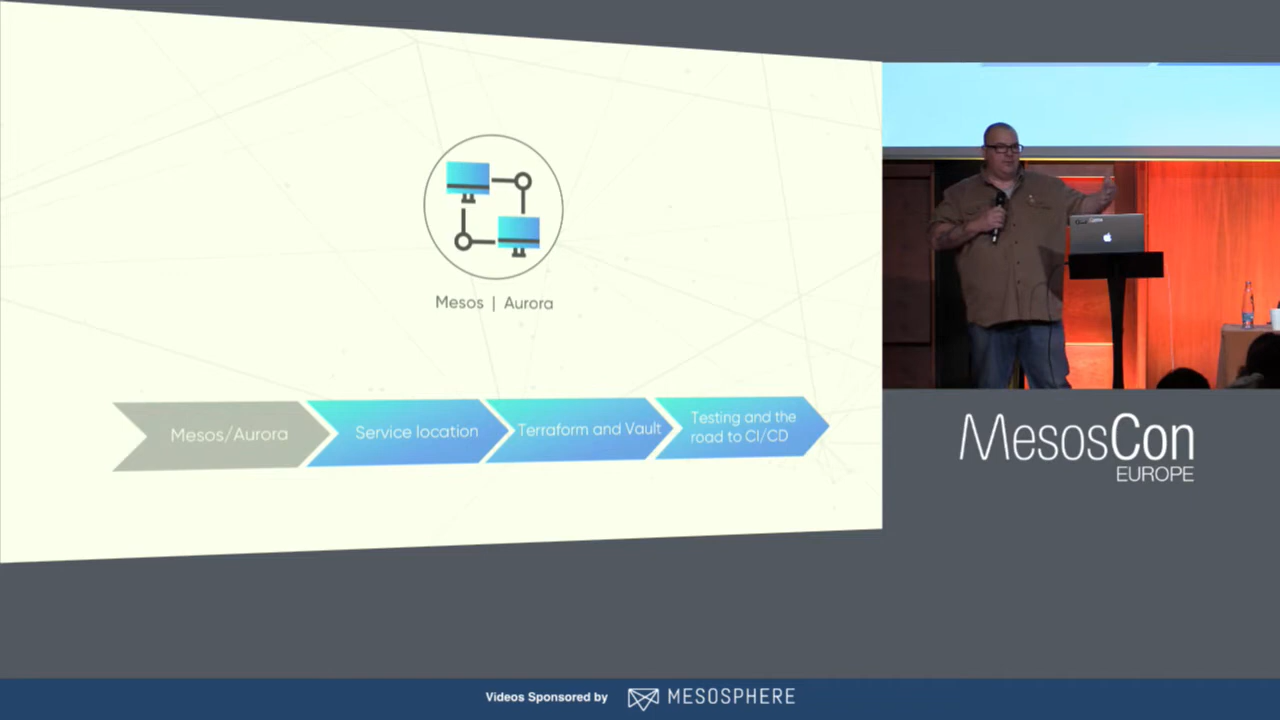 Mesos | Aurora
Mesos/Aurora
Service location
Terraform and Vault
Testing and the
road to CI/CD
MesosCon
EUROPE
Videos Sponsored by
MESOSPHERE